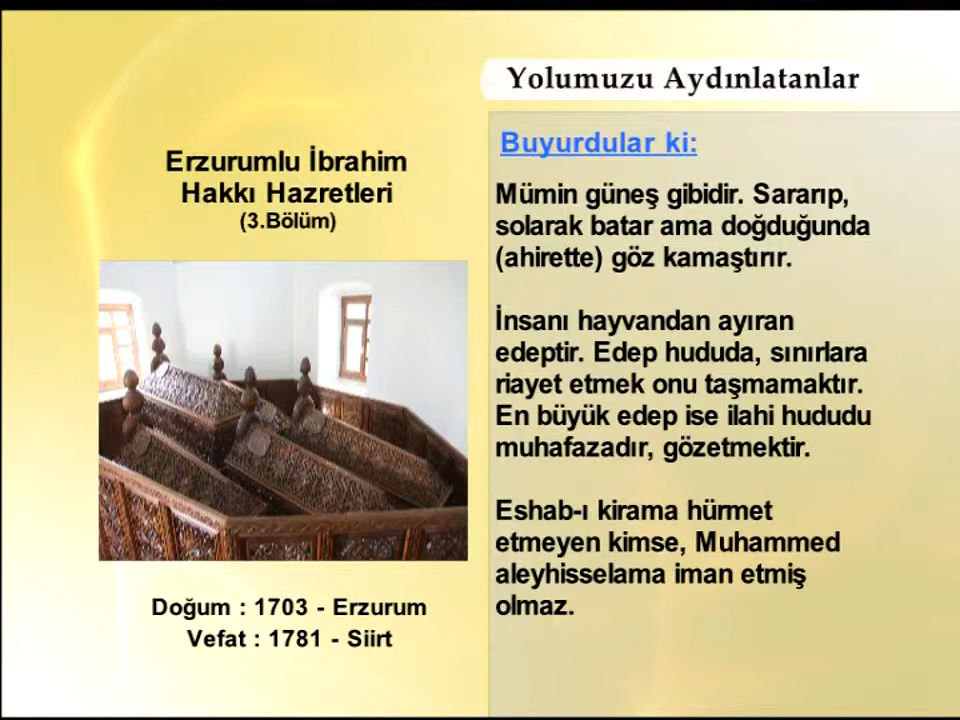 Yolumuzu Aydınlatanlar
Erzurumlu İbrahim
Hakkı Hazretleri
(3.Bölüm)
Doğum : 1703 - Erzurum
Vefat : 1781 - Siirt
Buyurdular ki:
Mümin güneş gibidir. Sararıp,
solarak batar ama doğduğunda
(ahirette) göz kamaştırır.
İnsanı hayvandan ayıran
edeptir. Edep hududa, sınırlara
riayet etmek onu taşmamaktır.
En büyük edep ise ilahi hududu
muhafazadır, gözetmektir.
Eshab-ı kirama hürmet
etmeyen kimse, Muhammed
aleyhisselama iman etmiş
olmaz.